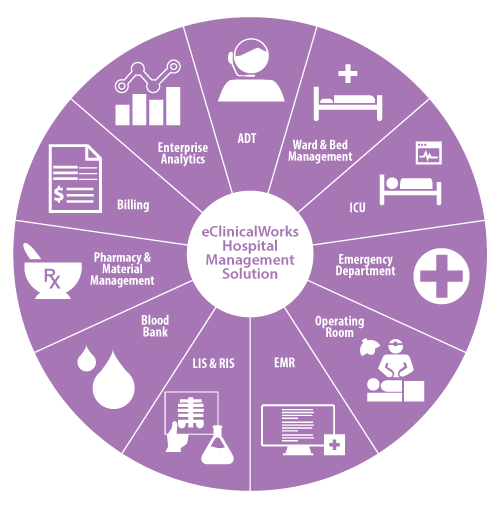 ADT
Ward & Bed
Management
ICU
Emergency
Department
Operating
Room
EMR
LIS & RIS
Blood
Bank
Pharmacy &
Material
Management
Rx
Billing
$
Enterprise
Analytics
eClinicalWorks
Hospital
Management
Solution